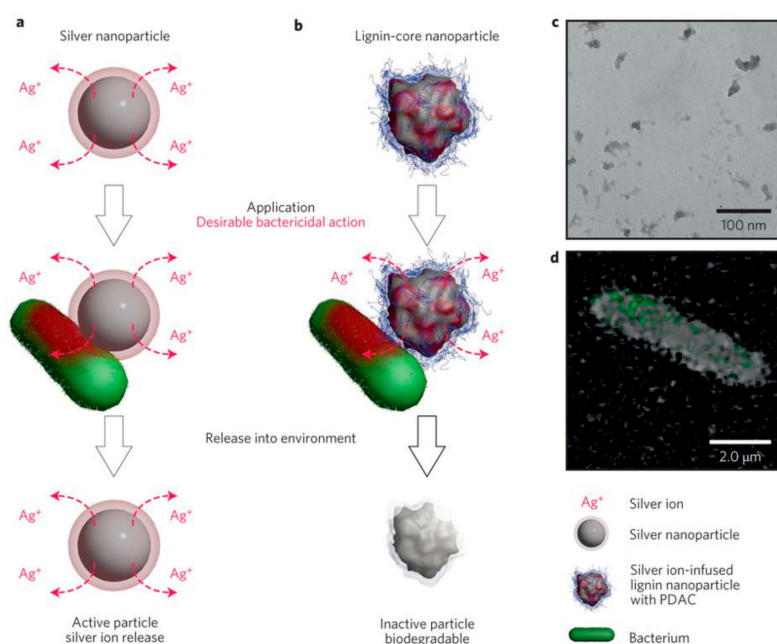 a
Silver nanoparticle
Ag+
Ag+
Ag+
Ag+
b
Lignin-core nanoparticle
c
100 nm
Application
Desirable bactericidal action
Ag+
Ag+
Ag+
Ag+
Ag+
Ag+
d
2.0 µm
Release into environment
Ag+
Ag+
Ag+
Ag+
Active particle
silver ion release
Inactive particle
biodegradable
Ag+ Silver ion
Silver nanoparticle
Silver ion-infused
lignin nanoparticle
with PDAC
Bacterium